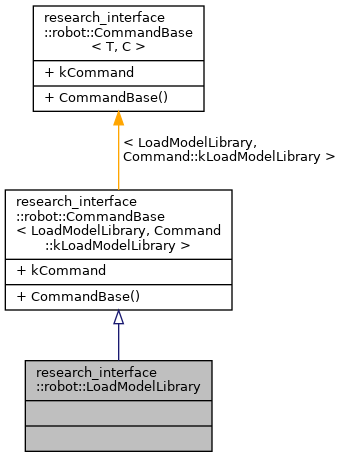 research_interface
::robot::CommandBase
< T, C >
+ kCommand
+ CommandBase()
< LoadModelLibrary,
Command::kLoadModelLibrary >
research_interface
::robot::CommandBase
< LoadModelLibrary, Command
::kLoadModelLibrary >
+ kCommand
+ CommandBase()
research_interface
::robot::LoadModelLibrary